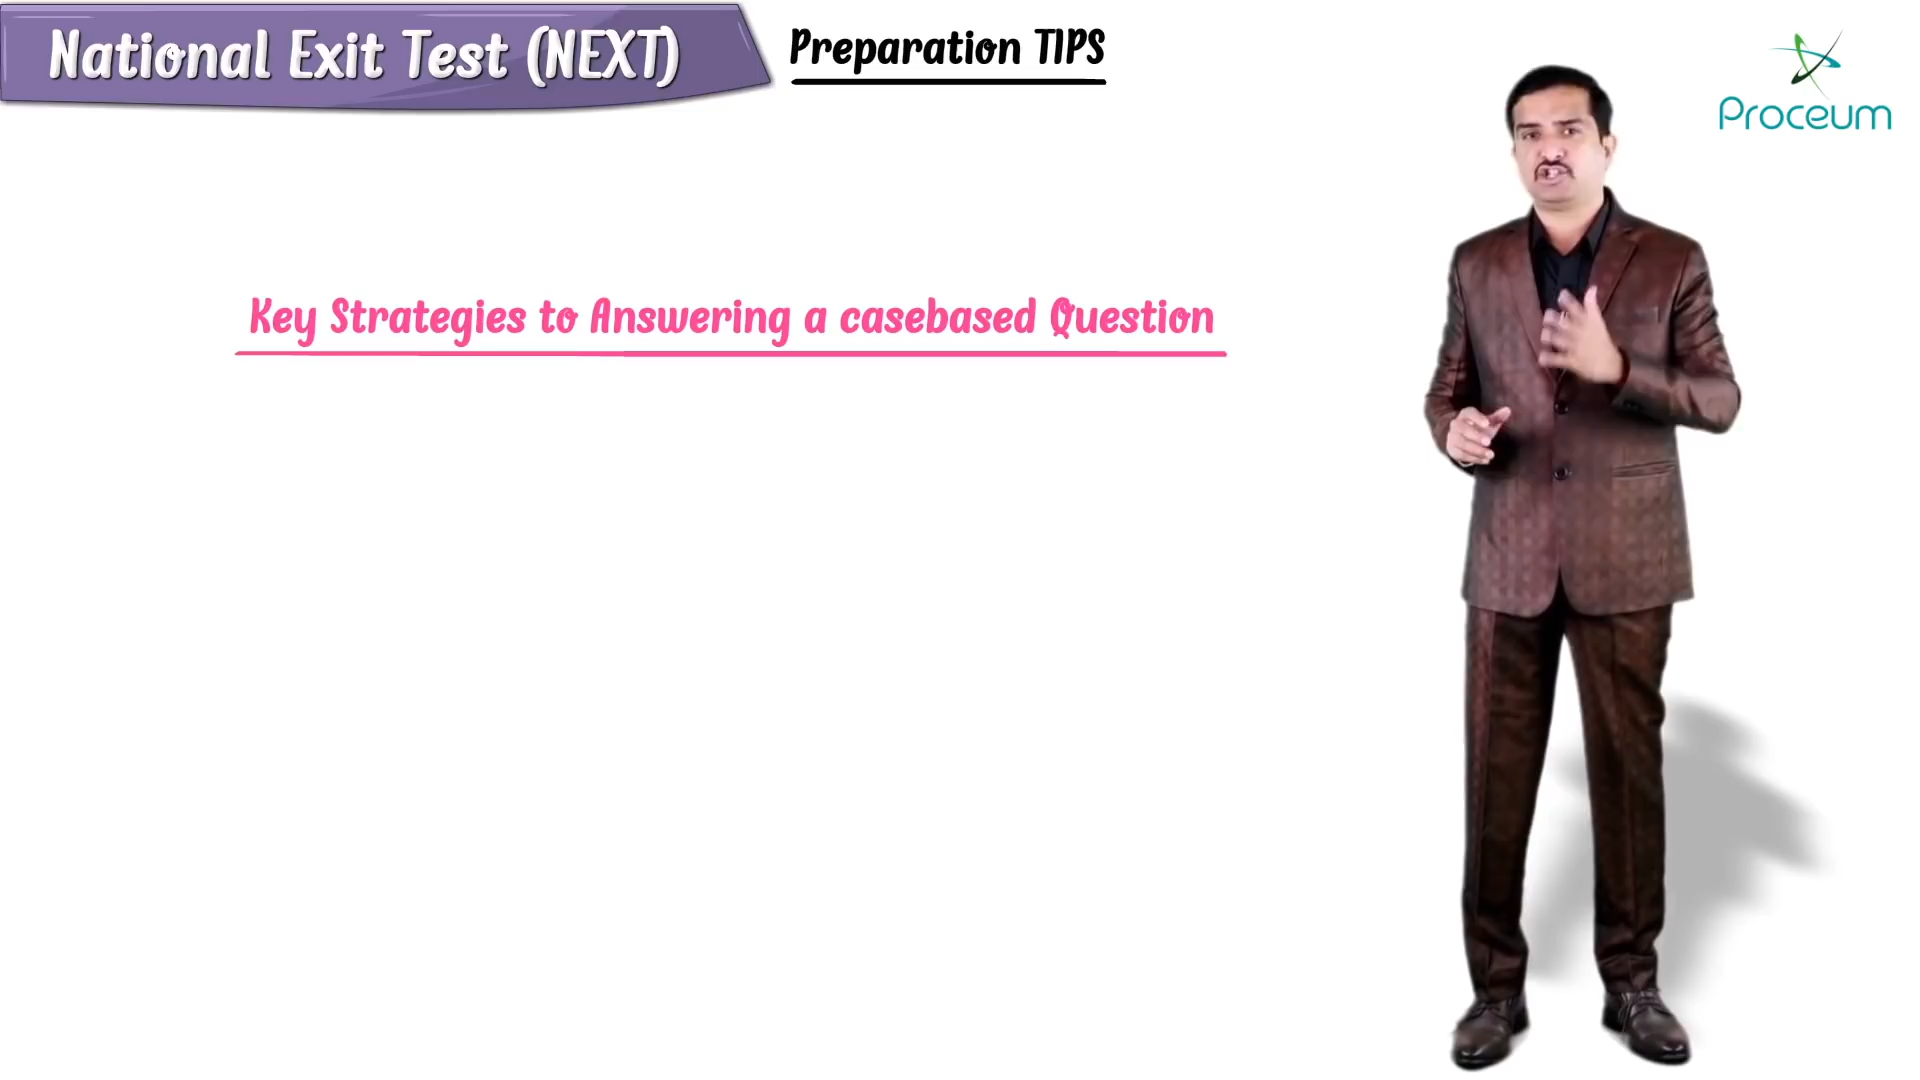 National Exit Test (NEXT)
Preparation TIPS
Proceum
Key Strategies to Answering a casebased Question